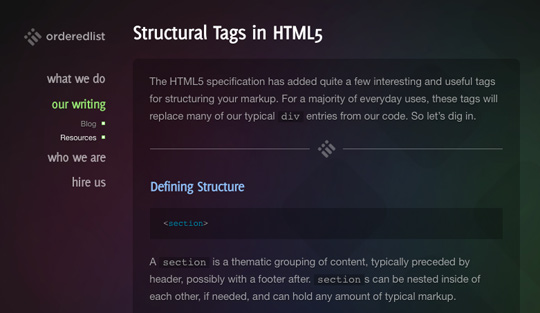 orderedlist
Structural Tags in HTML5
what we do
our writing
Blog
Resources
who we are
hire us
The HTML5 specification has added quite a few interesting and useful tags
for structuring your markup. For a majority of everyday uses, these tags will
replace many of our typical div entries from our code. So let's dig in.
Defining Structure
<section>
A section is a thematic grouping of content, typically preceded by
header, possibly with a footer after. sections can be nested inside of
each other, if needed, and can hold any amount of typical markup.